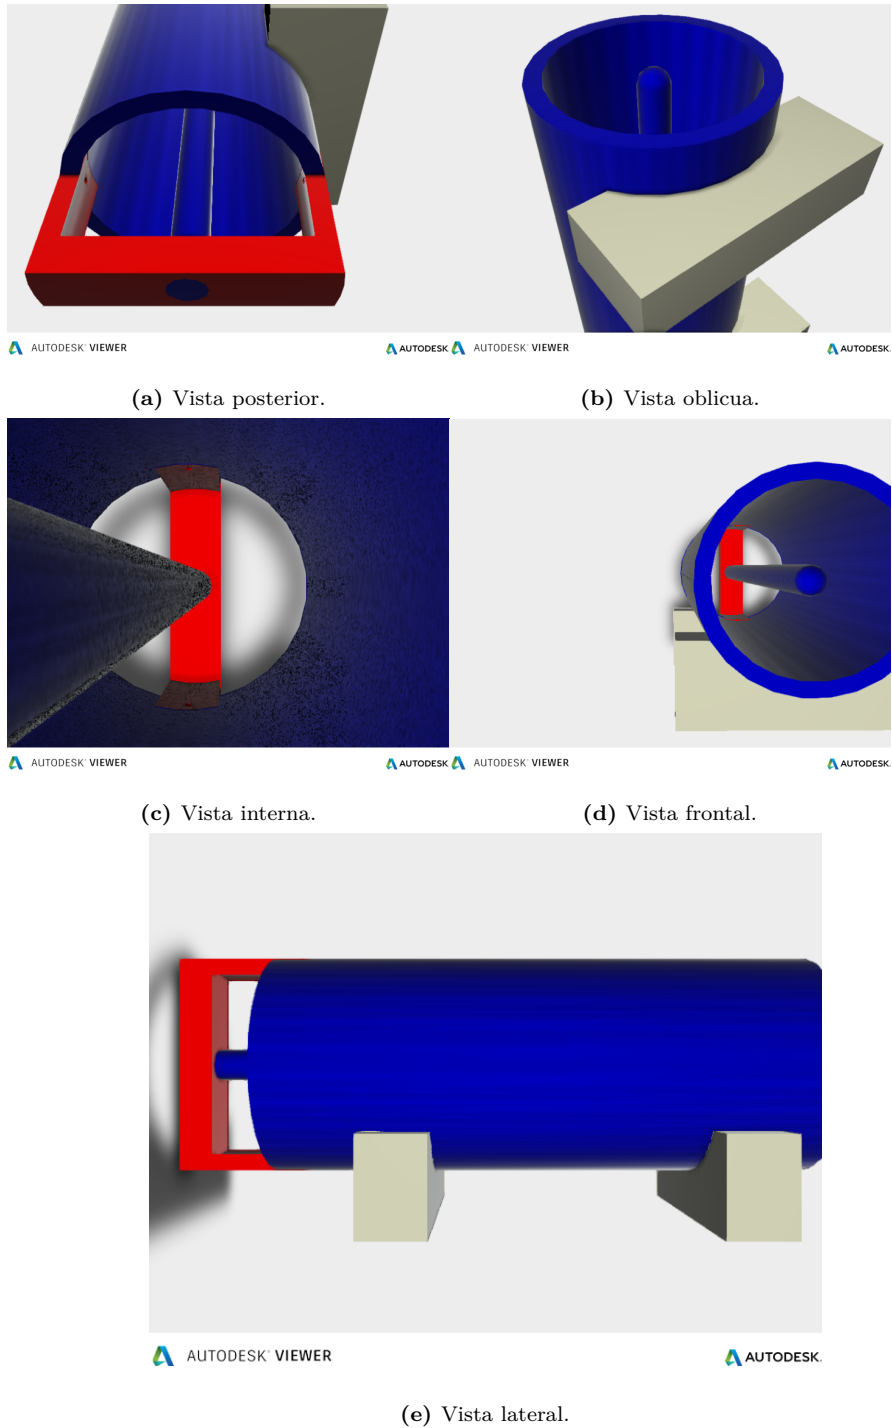 AUTODESK® VIEWER
AUTODESK
AUTODESK® VIEWER
AUTODESK.
(a) Vista posterior.
(b) Vista oblicua.
AUTODESK® VIEWER
AUTODESK
AUTODESK® VIEWER
AUTODESK.
(c) Vista interna.
(d) Vista frontal.
AUTODESK® VIEWER
AUTODESK.
(e) Vista lateral.